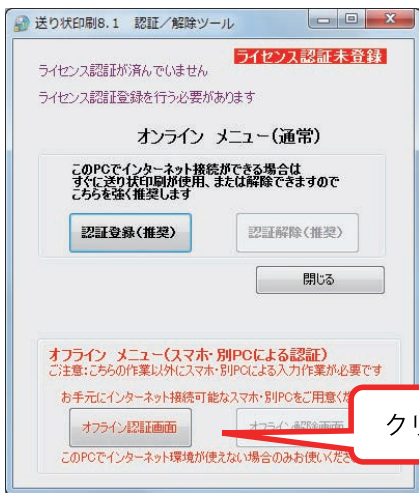 送り状印刷8.1 認証/解除ツール
ライセンス認証未登録
ライセンス認証が済んでいません
ライセンス認証登録を行う必要があります
オンライン メニュー(通常)
このPCでインターネット接続ができる場合は
すぐに送り状印刷が使用、または解除できますので
こちらを強く推奨します
認証登録(推奨)
認証解除(推奨)
閉じる
オフライン メニュー(スマホ・別PCによる認証)
ご注意:こちらの作業以外にスマホ・別PCによる入力作業が必要です
お手元にインターネット接続可能なスマホ・別PCをご用意くだ
オフライン認証画面
オフライン解除画面
クリ
このPCでインターネット環境が使えない場合のみお使いくださ